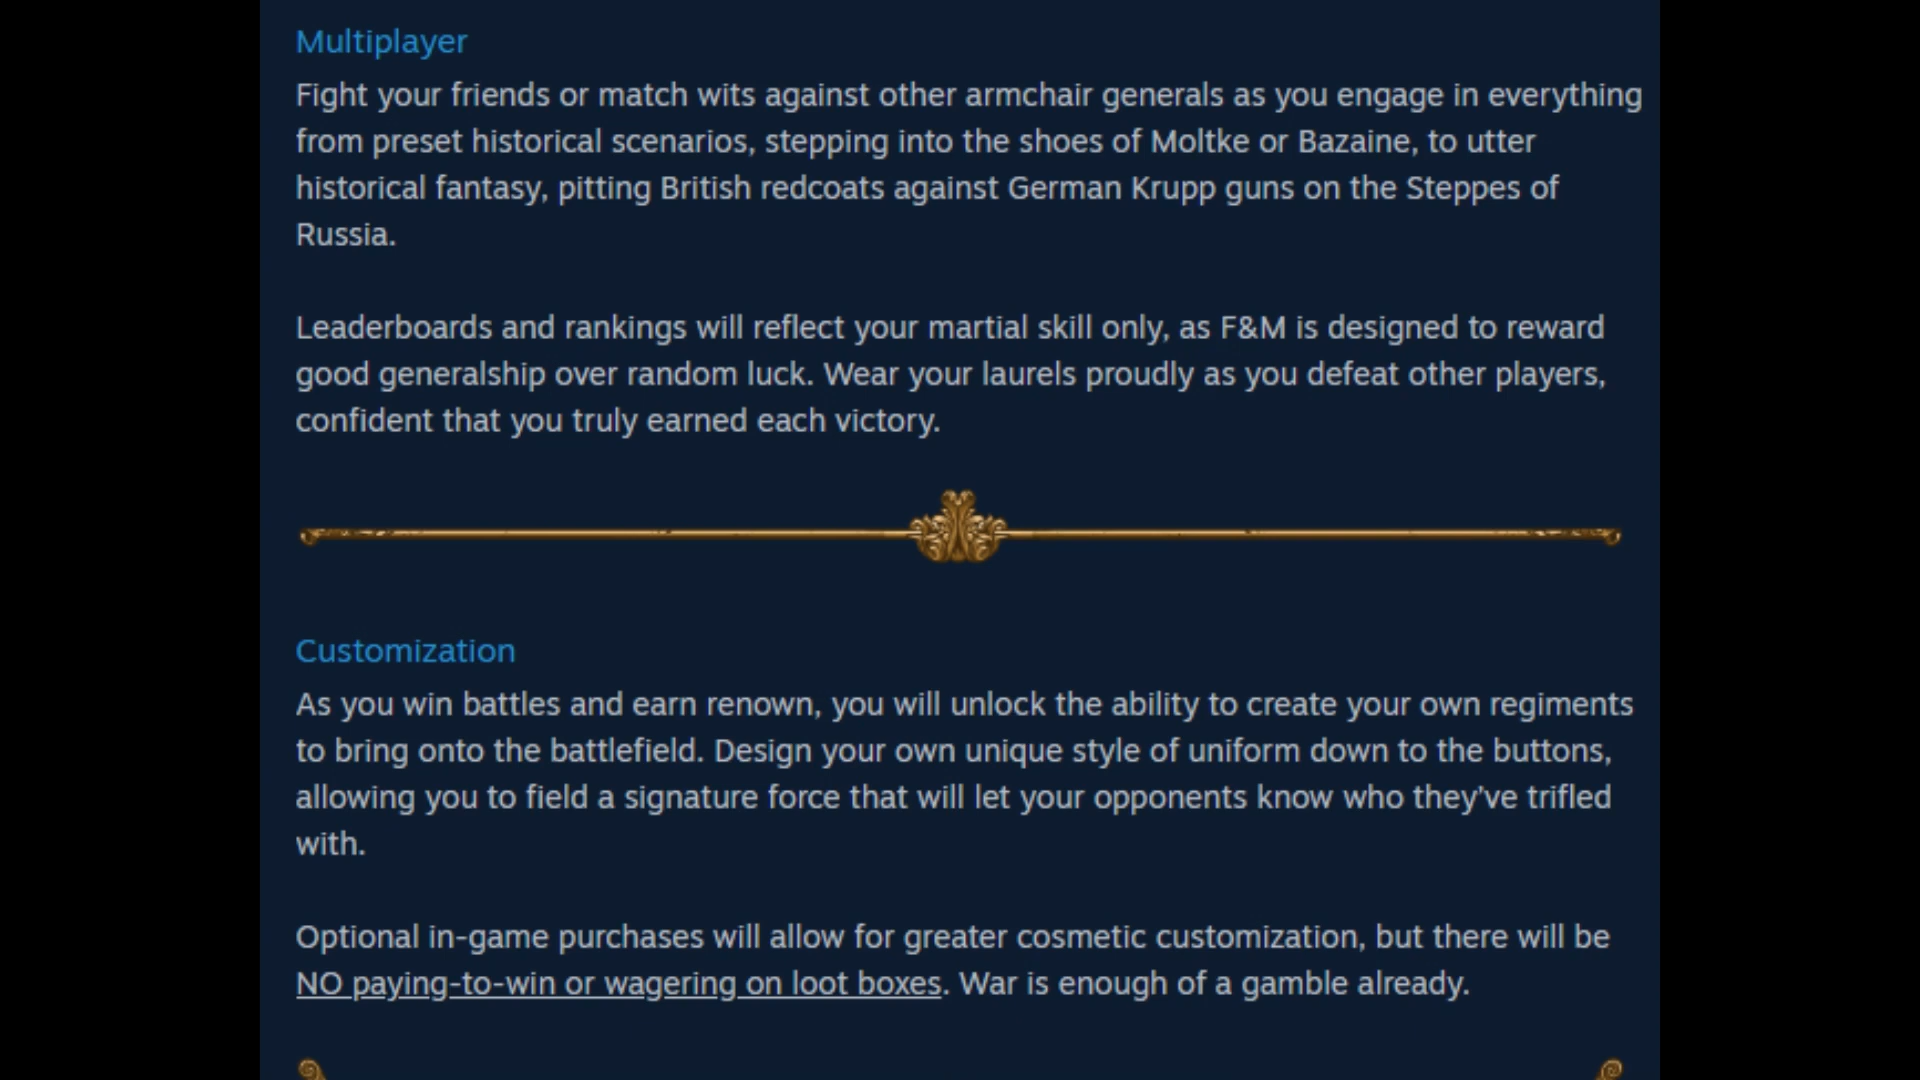 Multiplayer
Fight your friends or match wits against other armchair generals as you engage in everything
from preset historical scenarios, stepping into the shoes of Moltke or Bazaine, to utter
historical fantasy, pitting British redcoats against German Krupp guns on the Steppes of
Russia.
Leaderboards and rankings will reflect your martial skill only, as F&M is designed to reward
good generalship over random luck. Wear your laurels proudly as you defeat other players,
confident that you truly earned each victory.
Customization
As you win battles and earn renown, you will unlock the ability to create your own regiments
to bring onto the battlefield. Design your own unique style of uniform down to the buttons,
allowing you to field a signature force that will let your opponents know who they've trifled
with.
Optional in-game purchases will allow for greater cosmetic customization, but there will be
NO paying-to-win or wagering on loot boxes. War is enough of a gamble already.